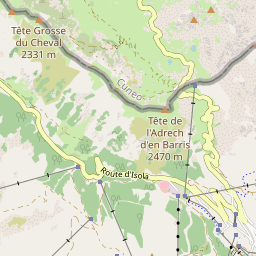 Tête Grosse
du Cheval
2331 m
Cuneo
Tête de
l'Adrech
d'en Barris
2470 m
Route d'Isola